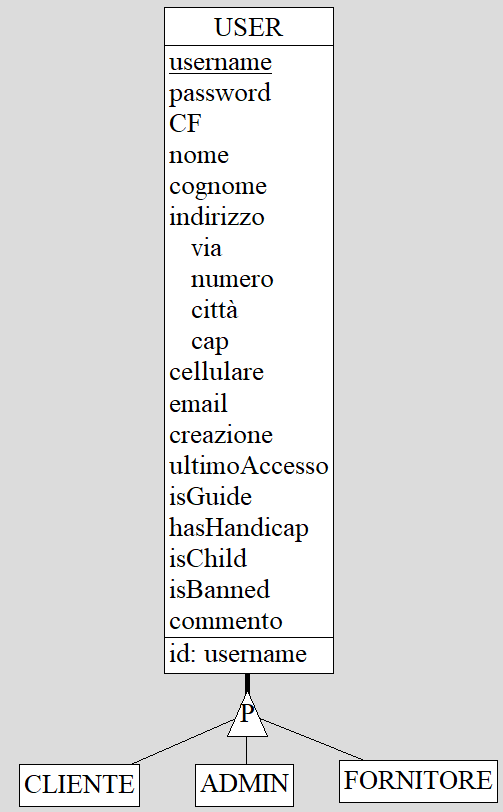 USER
username
password
CF
nome
cognome
indirizzo
via
numero
città
cap
cellulare
email
creazione
ultimoAccesso
isGuide
hasHandicap
isChild
isBanned
commento
id: username
P
CLIENTE
ADMIN
FORNITORE